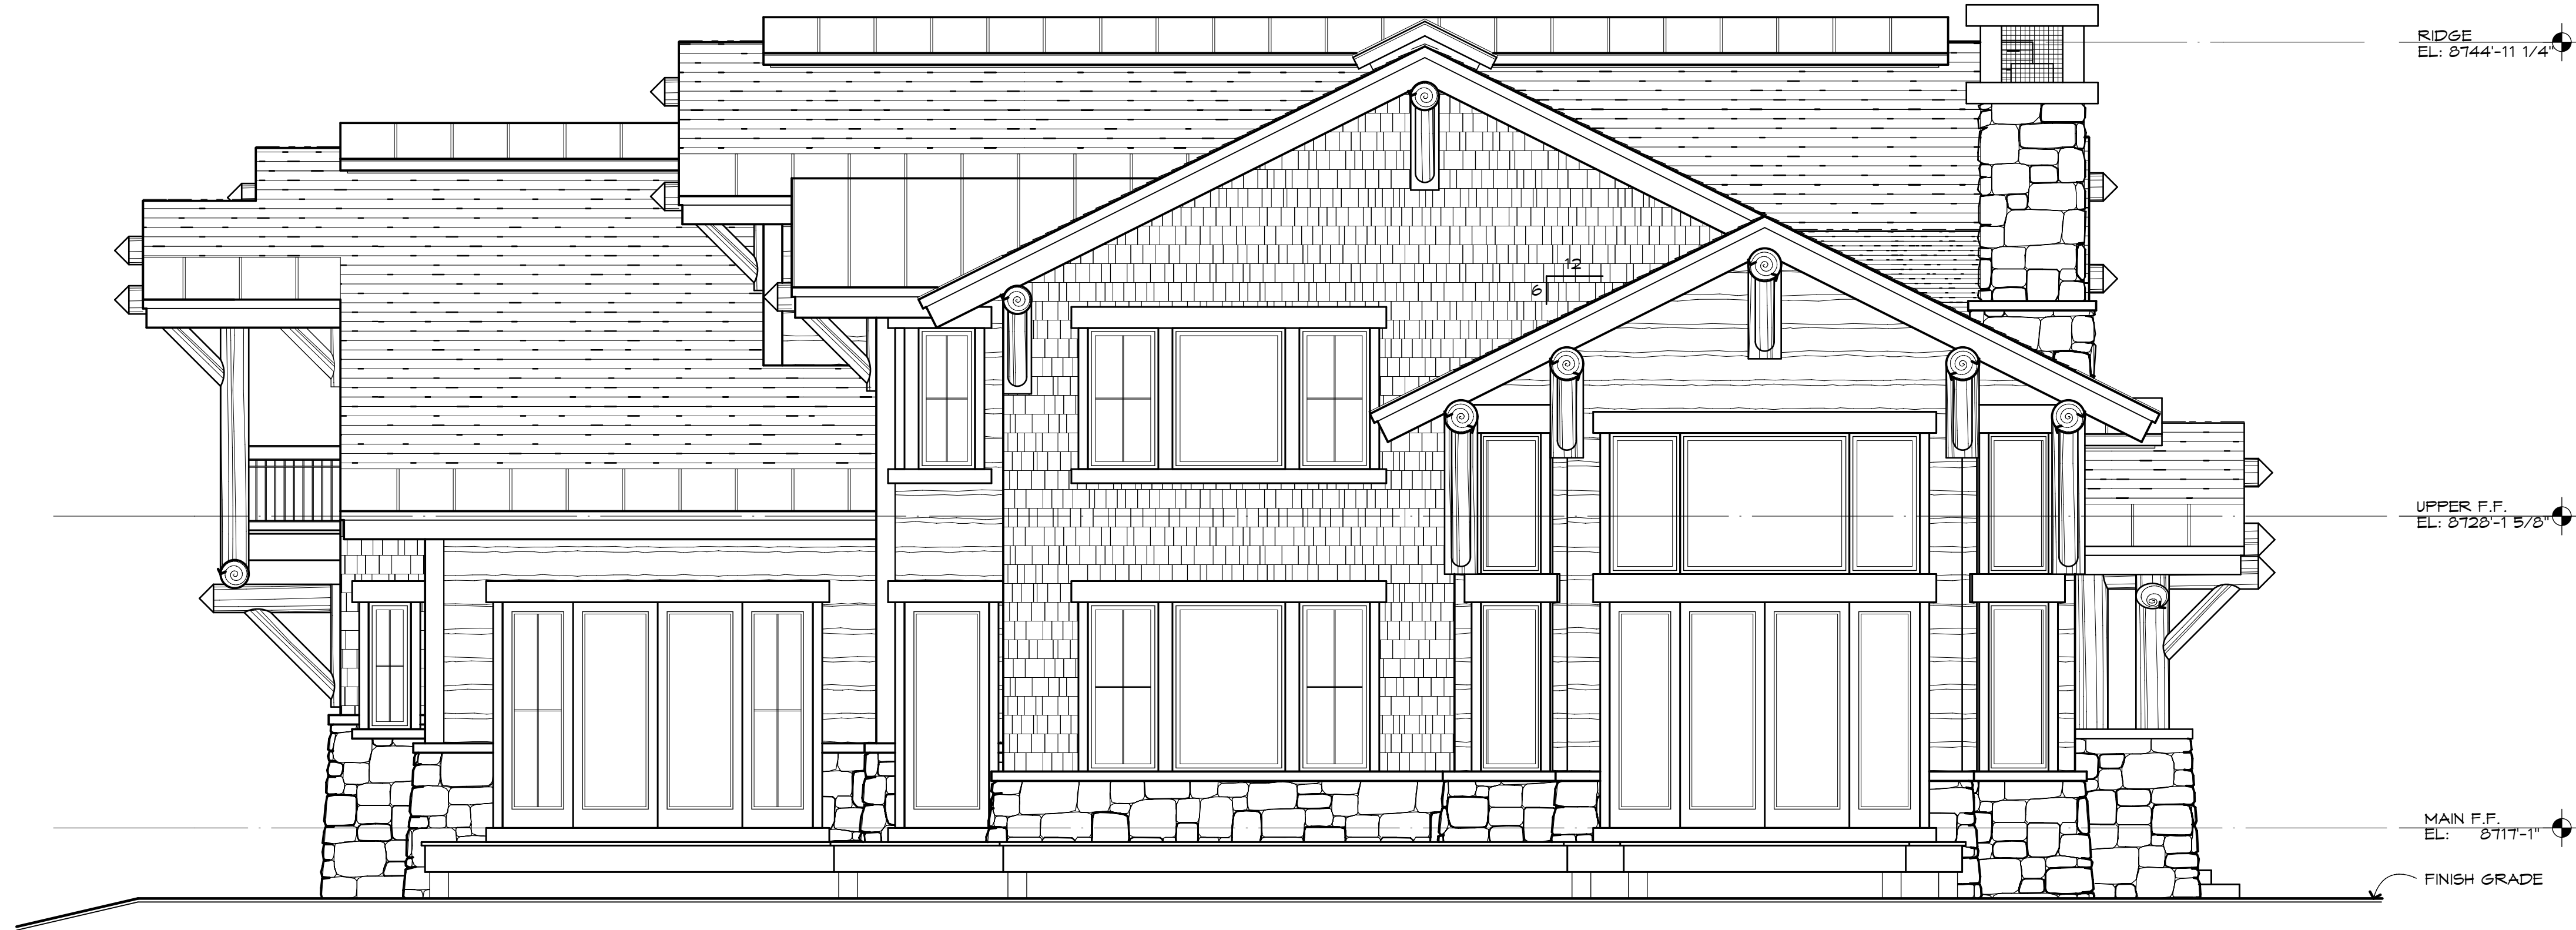 RIDGE
EL: 8744'-11 1/4"
12
6
UPPER F.F.
EL: 8728'-1 5/8"
MAIN F.F.
EL: 8717'-1"
FINISH GRADE